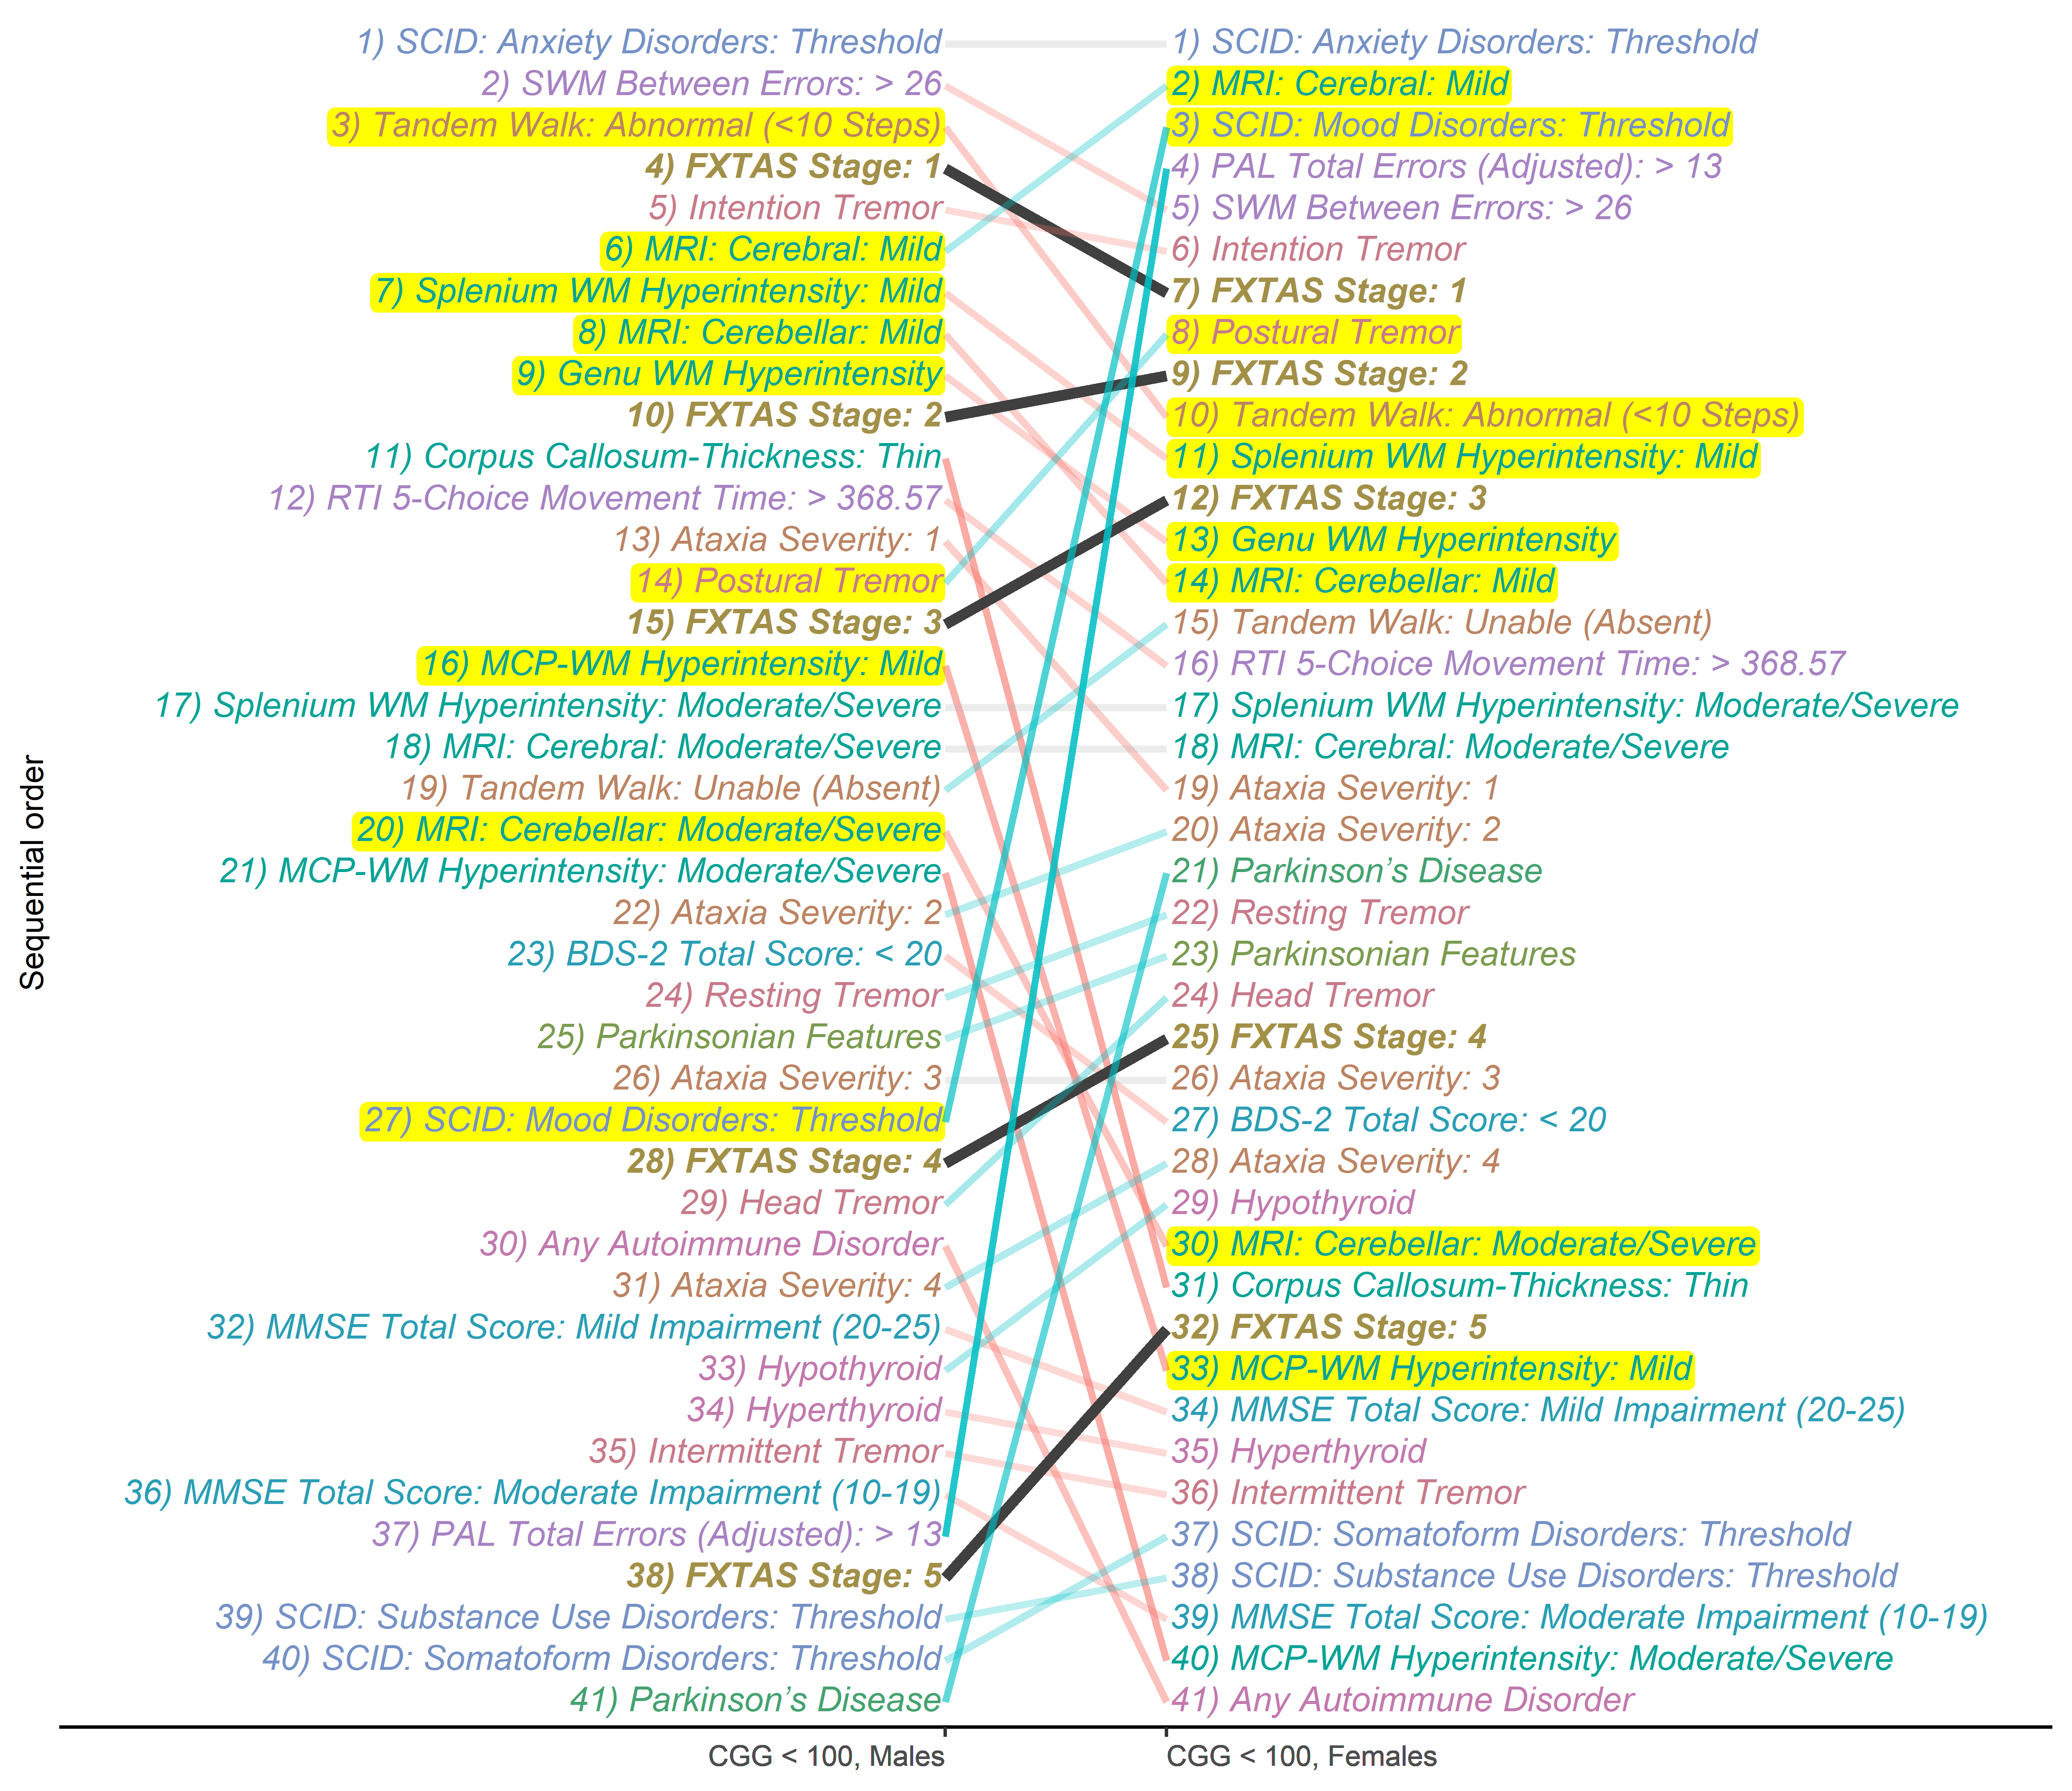 Sequential order
1) SCID: Anxiety Disorders: Threshold
2) SWM Between Errors: > 26
3) Tandem Walk: Abnormal (<10 Steps)
4) FXTAS Stage: 1
5) Intention Tremor
6) MRI: Cerebral: Mild
7) Splenium WM Hyperintensity: Mild
8) MRI: Cerebellar: Mild
9) Genu WM Hyperintensity
10) FXTAS Stage: 2
11) Corpus Callosum-Thickness: Thin
12) RTI 5-Choice Movement Time: > 368.57
13) Ataxia Severity: 1
14) Postural Tremor
15) FXTAS Stage: 3
16) MCP-WM Hyperintensity: Mild
17) Splenium WM Hyperintensity: Moderate/Severe
18) MRI: Cerebral: Moderate/Severe
19) Tandem Walk: Unable (Absent)
20) MRI: Cerebellar: Moderate/Severe
21) MCP-WM Hyperintensity: Moderate/Severe
22) Ataxia Severity: 2
23) BDS-2 Total Score: < 20
24) Resting Tremor
25) Parkinsonian Features
26) Ataxia Severity: 3
27) SCID: Mood Disorders: Threshold
28) FXTAS Stage: 4
29) Head Tremor
30) Any Autoimmune Disorder
31) Ataxia Severity: 4
32) MMSE Total Score: Mild Impairment (20-25)
33) Hypothyroid
34) Hyperthyroid
35) Intermittent Tremor
36) MMSE Total Score: Moderate Impairment (10-19)
37) PAL Total Errors (Adjusted): > 13
38) FXTAS Stage: 5
39) SCID: Substance Use Disorders: Threshold
40) SCID: Somatoform Disorders: Threshold
41) Parkinson's Disease
CGG < 100, Males
1) SCID: Anxiety Disorders: Threshold
2) MRI: Cerebral: Mild
3) SCID: Mood Disorders: Threshold
4) PAL Total Errors (Adjusted): > 13
5) SWM Between Errors: > 26
6) Intention Tremor
7) FXTAS Stage: 1
8) Postural Tremor
9) FXTAS Stage: 2
10) Tandem Walk: Abnormal (<10 Steps)
11) Splenium WM Hyperintensity: Mild
12) FXTAS Stage: 3
13) Genu WM Hyperintensity
14) MRI: Cerebellar: Mild
15) Tandem Walk: Unable (Absent)
16) RTI 5-Choice Movement Time: > 368.57
17) Splenium WM Hyperintensity: Moderate/Severe
18) MRI: Cerebral: Moderate/Severe
19) Ataxia Severity: 1
20) Ataxia Severity: 2
21) Parkinson's Disease
22) Resting Tremor
23) Parkinsonian Features
24) Head Tremor
25) FXTAS Stage: 4
26) Ataxia Severity: 3
27) BDS-2 Total Score: < 20
28) Ataxia Severity: 4
29) Hypothyroid
30) MRI: Cerebellar: Moderate/Severe
31) Corpus Callosum-Thickness: Thin
32) FXTAS Stage: 5
33) MCP-WM Hyperintensity: Mild
34) MMSE Total Score: Mild Impairment (20-25)
35) Hyperthyroid
36) Intermittent Tremor
37) SCID: Somatoform Disorders: Threshold
38) SCID: Substance Use Disorders: Threshold
39) MMSE Total Score: Moderate Impairment (10-19)
40) MCP-WM Hyperintensity: Moderate/Severe
41) Any Autoimmune Disorder
CGG < 100, Females